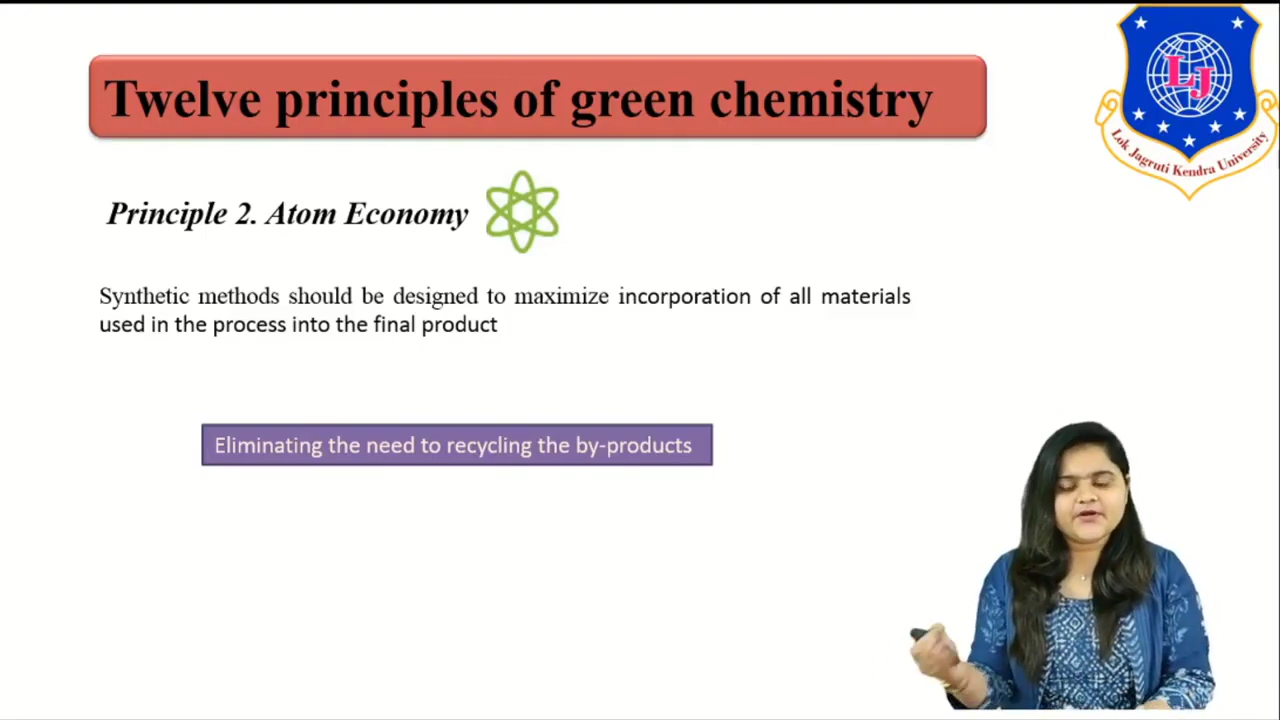 Twelve principles of green chemistry
LJ
Lok Jagruti Kendra University
Principle 2. Atom Economy
Synthetic methods should be designed to maximize incorporation of all materials
used in the process into the final product
Eliminating the need to recycling the by-products